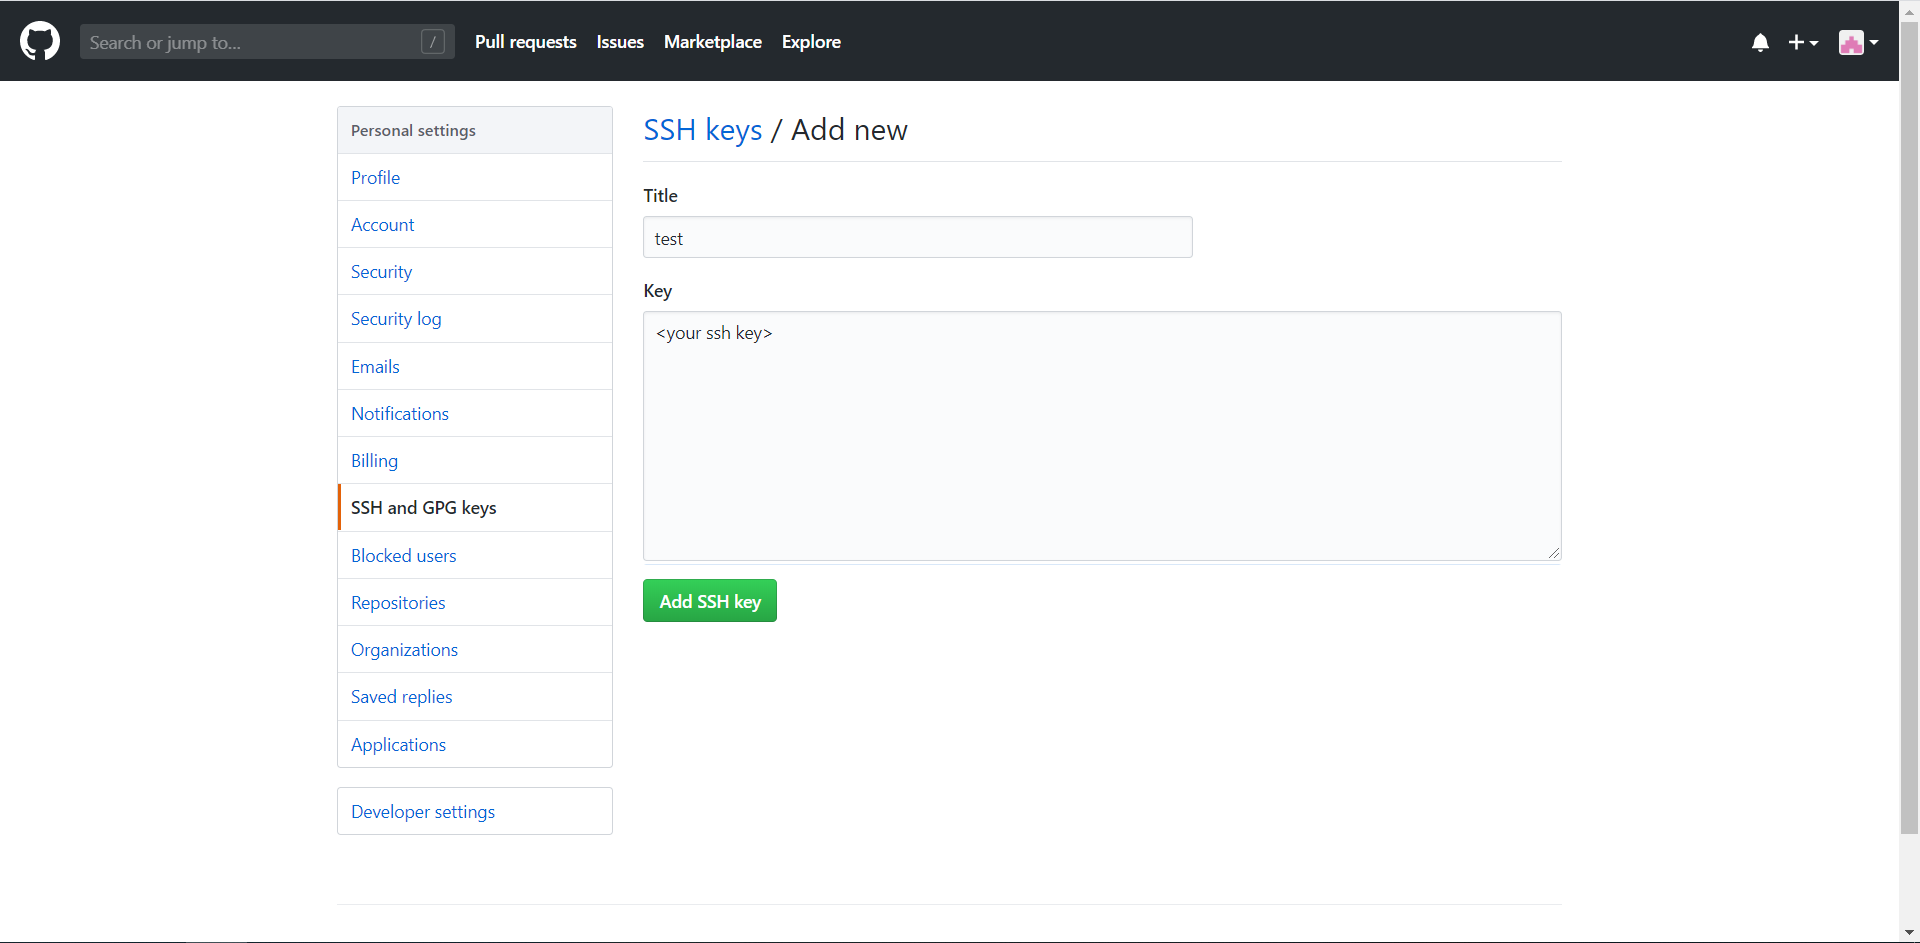 Search or jump to... /
Pull requests
Issues
Marketplace
Explore
Personal settings
Profile
Account
Security
Security log
Emails
Notifications
Billing
SSH and GPG keys
Blocked users
Repositories
Organizations
Saved replies
Applications
Developer settings
SSH keys / Add new
Title
test
Key
<your ssh key>
Add SSH key